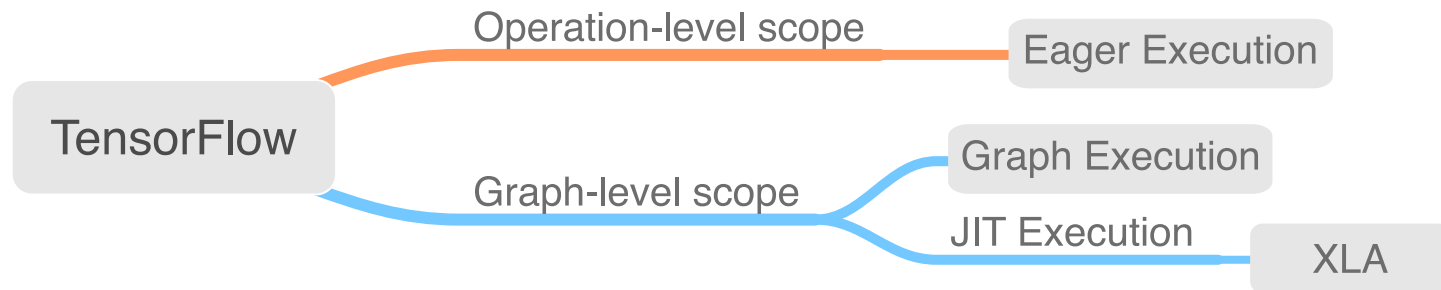 TensorFlow
Operation-level scope
Eager Execution
Graph-level scope
Graph Execution
JIT Execution
XLA